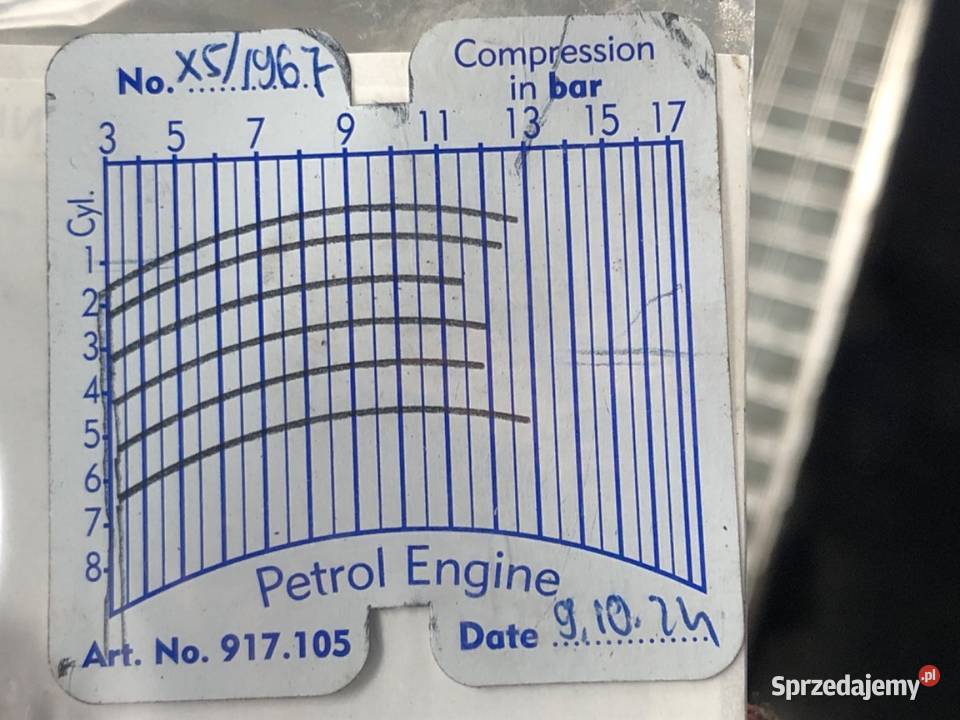 No. X5/1967
Compression
in bar
3 5 7 9 11 13 15 17
Cyl.
1
2
3
4
5
6
7
8
Petrol Engine
Art. No. 917.105
Date 9.10.24
Sprzedajemy.pl